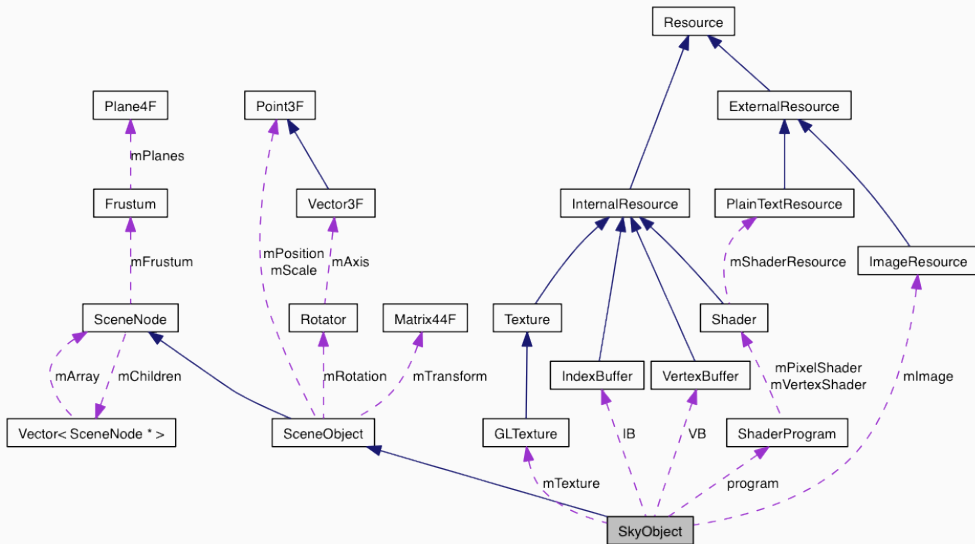 Resource
Plane4F
Point3F
ExternalResource
mPlanes
Frustum
Vector3F
InternalResource
PlainTextResource
mFrustum
mPosition
mScale
mAxis
mShaderResource
ImageResource
SceneNode
Rotator
Matrix44F
Texture
Shader
mArray
mChildren
mRotation
mTransform
IndexBuffer
VertexBuffer
mPixelShader
mVertexShader
mImage
Vector< SceneNode * >
SceneObject
GLTexture
IB
VB
ShaderProgram
mTexture
program
SkyObject